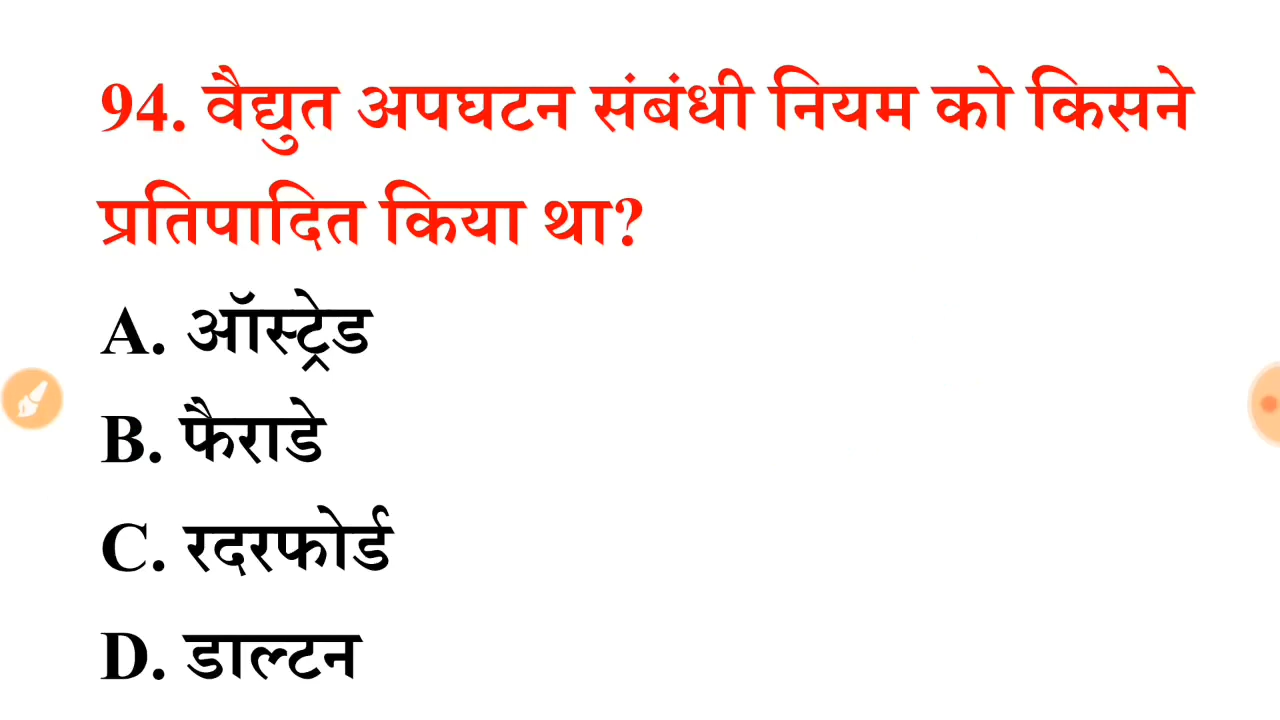 94. वैद्युत अपघटन संबंधी नियम को किसने
प्रतिपादित किया था?
A. ऑस्ट्रेड
B. फैराडे
C. रदरफोर्ड
D. डाल्टन